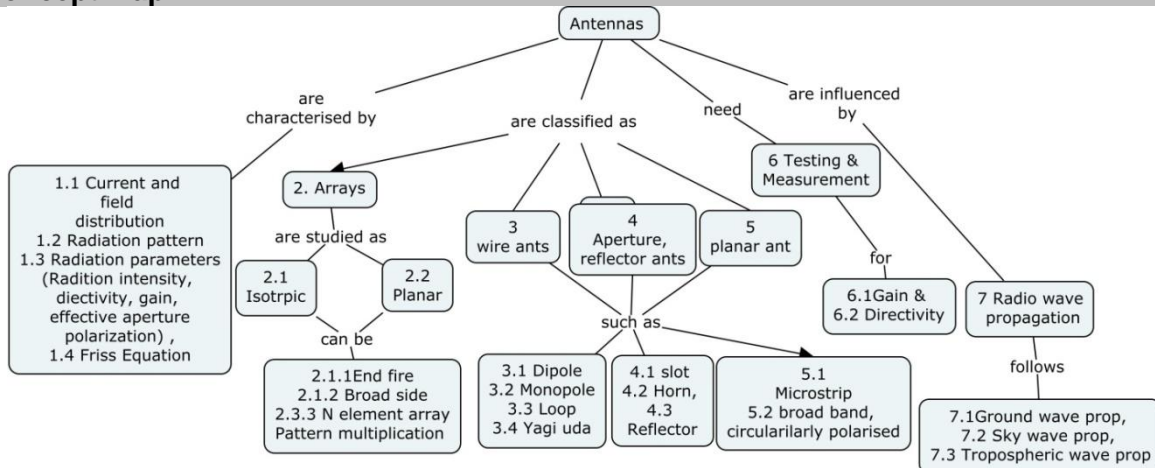 Antennas
are
characterised by
are classified as
need
are influenced
by
1.1 Current and
field
distribution
1.2 Radiation pattern
1.3 Radiation parameters
(Radition intensity,
diectivity, gain,
effective aperture
polarization) ,
1.4 Friss Equation
2. Arrays
are studied as
2.1
Isotrpic
2.2
Planar
can be
2.1.1End fire
2.1.2 Broad side
2.3.3 N element array
Pattern multiplication
3
wire ants
4
Aperture,
reflector ants
5
planar ant
such as
3.1 Dipole
3.2 Monopole
3.3 Loop
3.4 Yagi uda
4.1 slot
4.2 Horn,
4.3
Reflector
5.1
Microstrip
5.2 broad band,
circularilarly polarised
6 Testing &
Measurement
for
6.1Gain &
6.2 Directivity
7 Radio wave
propagation
follows
7.1Ground wave prop,
7.2 Sky wave prop,
7.3 Tropospheric wave prop